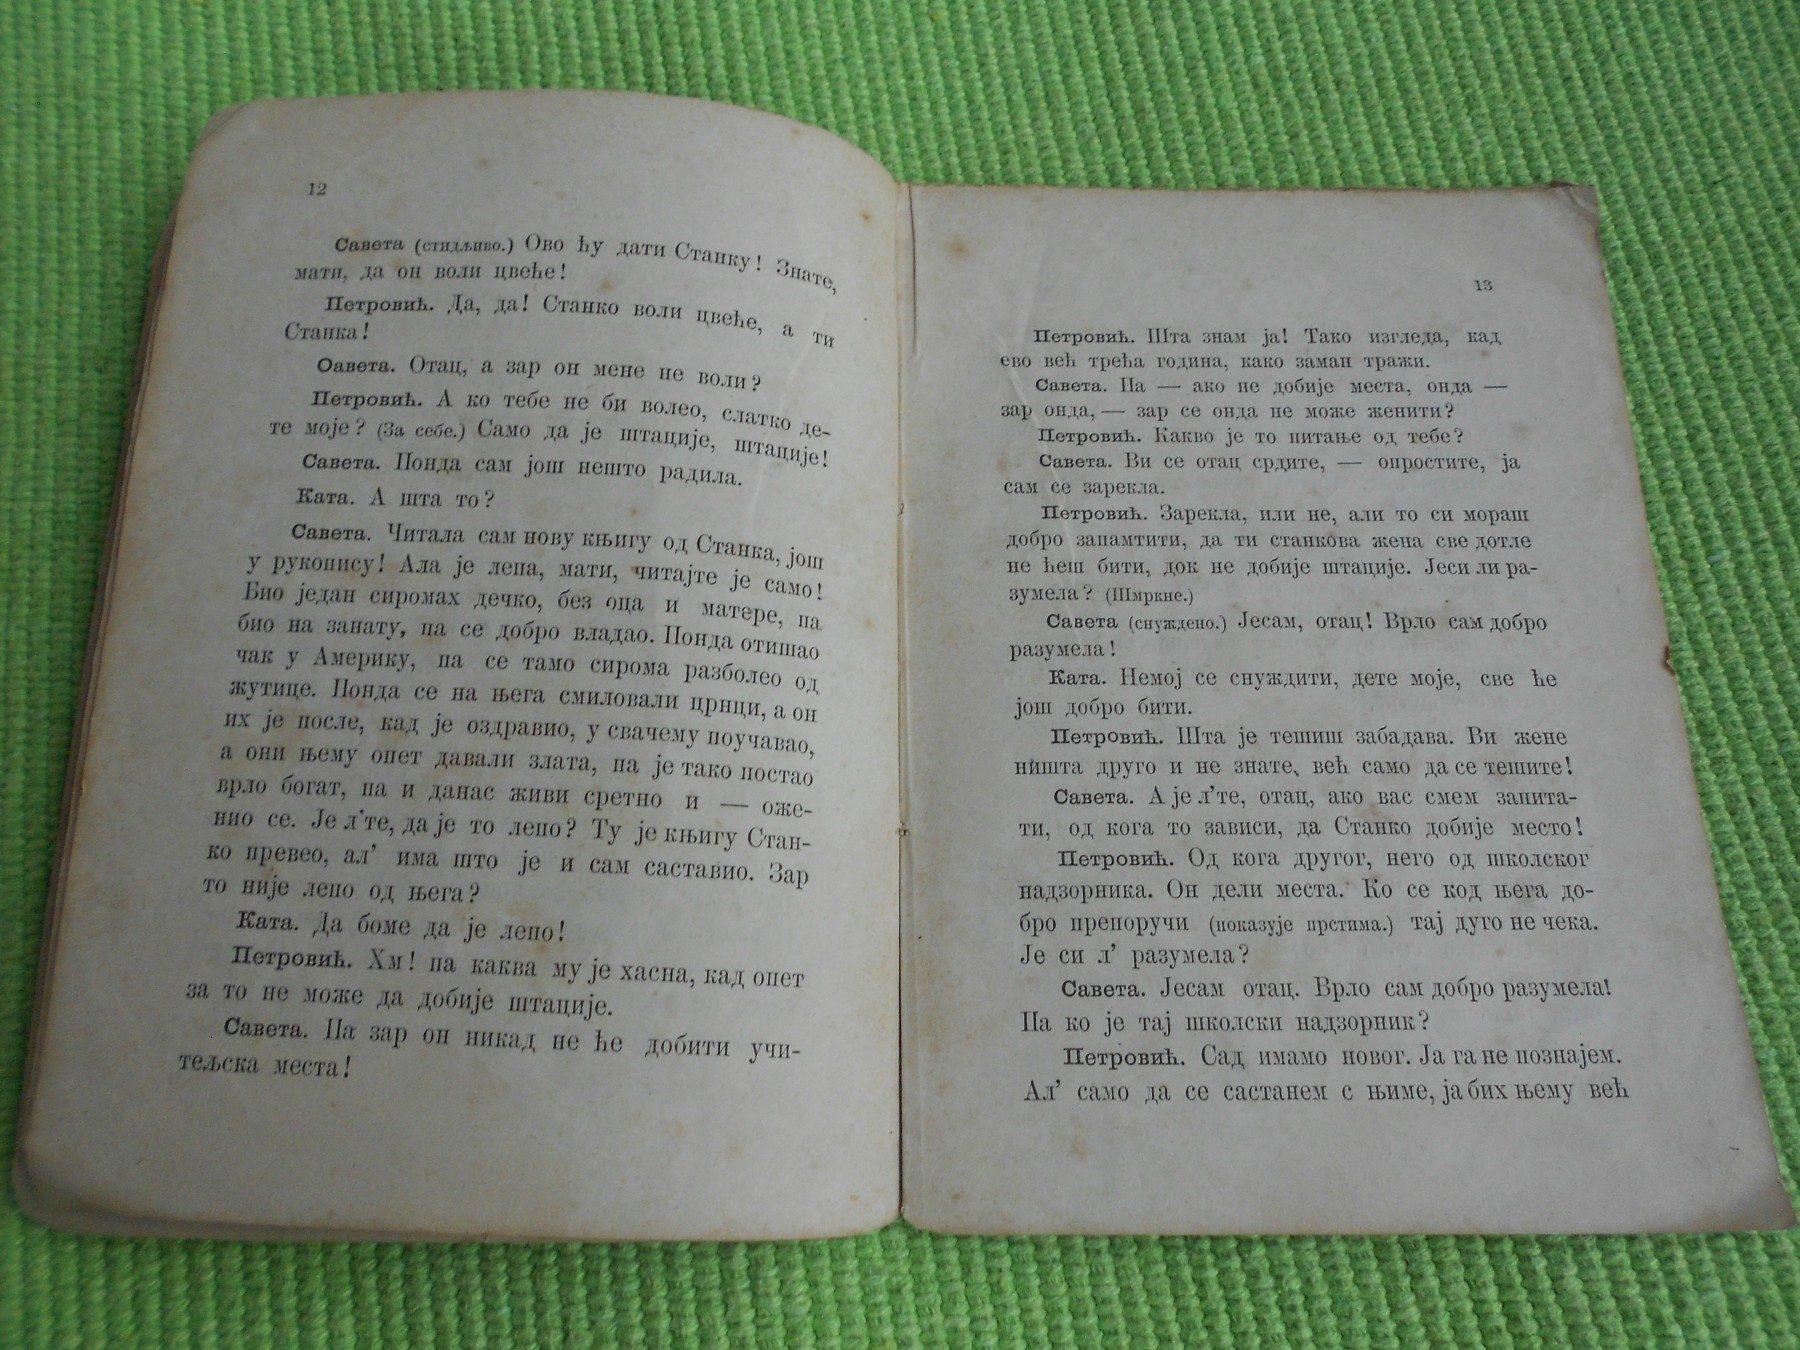 12
Савета (стидљиво.) Ово ћу дати Станку! Знате,
мати, да он воли цвеће!
Петровић. Да, да! Станко воли цвеће, а ти
Станка!
Савета. Отац, а зар он мене не воли?
Петровић. А ко тебе не би волео, слатко де-
те моје? (За себе.) Само да је штације, штације!
Савета. Понда сам још нешто радила.
Ката. А шта то?
Савета. Читала сам нову књигу од Станка, још
у рукопису! Ала је лепа, мати, читајте је само!
Био један сиромах дечко, без оца и матере, па
био на занату, па се добро владао. Понда отишао
чак у Америку, па се тамо сирома разболео од
жутице. Понда се на њега смиловали црнци, а он
их је после, кад је оздравио, у свачему поучавао,
а они њему опет давали злата, па је тако постао
врло богат, па и данас живи сретно и — оже-
нио се. Је л'те, да је то лепо? Ту је књигу Стан-
ко превео, ал' има што је и сам саставио. Зар
то није лепо од њега?
Ката. Да боме да је лепо!
Петровић. Хм! па каква му је хасна, кад опет
за то не може да добије штације.
Савета. Па зар он никад не ће добити учи-
тељска места!
13
Петровић. Шта знам ја! Тако изгледа, кад
ево већ трећа година, како заман тражи.
Савета. Па — ако не добије места, онда —
зар онда, — зар се онда не може женити?
Петровић. Какво је то питање од тебе?
Савета. Ви се отац срдите, — опростите, ја
сам се зарекла.
Петровић. Зарекла, или не, али то си мораш
добро запамтити, да ти станкова жена све дотле
не ћеш бити, док не добије штације. Јеси ли ра-
зумела? (Шмркне.)
Савета (снуждено.) Јесам, отац! Врло сам добро
разумела!
Ката. Немој се снуждити, дете моје, све ће
још добро бити.
Петровић. Шта је тешиш забадава. Ви жене
ништа друго и не знате, већ само да се тешите!
Савета. А је л'те, отац, ако вас смем запита-
ти, од кога то зависи, да Станко добије место!
Петровић. Од кога другог, него од школског
надзорника. Он дели места. Ко се код њега до-
бро препоручи (показује прстима.) тај дуго не чека.
Је си л' разумела?
Савета. Јесам отац. Врло сам добро разумела!
Па ко је тај школски надзорник?
Петровић. Сад имамо новог. Ја га не познајем.
Ал' само да се састанем с њиме, ја бих њему већ